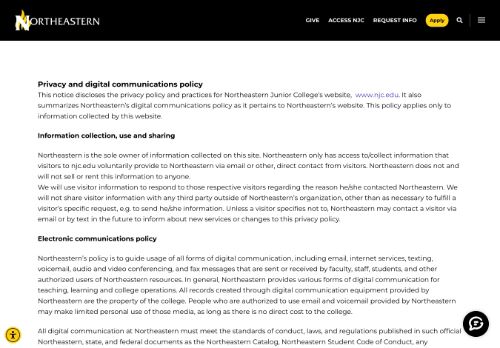 NORTHEASTERN
GIVE
ACCESS NJC
REQUEST INFO
Apply
Privacy and digital communications policy
This notice discloses the privacy policy and practices for Northeastern Junior College's website, www.njc.edu. It also
summarizes Northeastern's digital communications policy as it pertains to Northeastern's website. This policy applies only to
information collected by this website.
Information collection, use and sharing
Northeastern is the sole owner of information collected on this site. Northeastern only has access to/collect information that
visitors to njc.edu voluntarily provide to Northeastern via email or other, direct contact from visitors. Northeastern does not and
will not sell or rent this information to anyone.
We will use visitor information to respond to those respective visitors regarding the reason he/she contacted Northeastern. We
will not share visitor information with any third party outside of Northeastern's organization, other than as necessary to fulfill a
visitor's specific request, e.g. to send he/she information. Unless a visitor specifies not to, Northeastern may contact a visitor via
email or by text in the future to inform about new services or changes to this privacy policy.
Electronic communications policy
Northeastern's policy is to guide usage of all forms of digital communication, including email, internet services, texting,
voicemail, audio and video conferencing, and fax messages that are sent or received by faculty, staff, students, and other
authorized users of Northeastern resources. In general, Northeastern provides various forms of digital communication for
teaching, learning and college operations. All records created through digital communication equipment provided by
Northeastern are the property of the college. People who are authorized to use email and voicemail provided by Northeastern
may make limited personal use of those media, as long as there is no direct cost to the college.
All digital communication at Northeastern must meet the standards of conduct, laws, and regulations published in such official
Northeastern, state, and federal documents as the Northeastern Catalog, Northeastern Student Code of Conduct, any